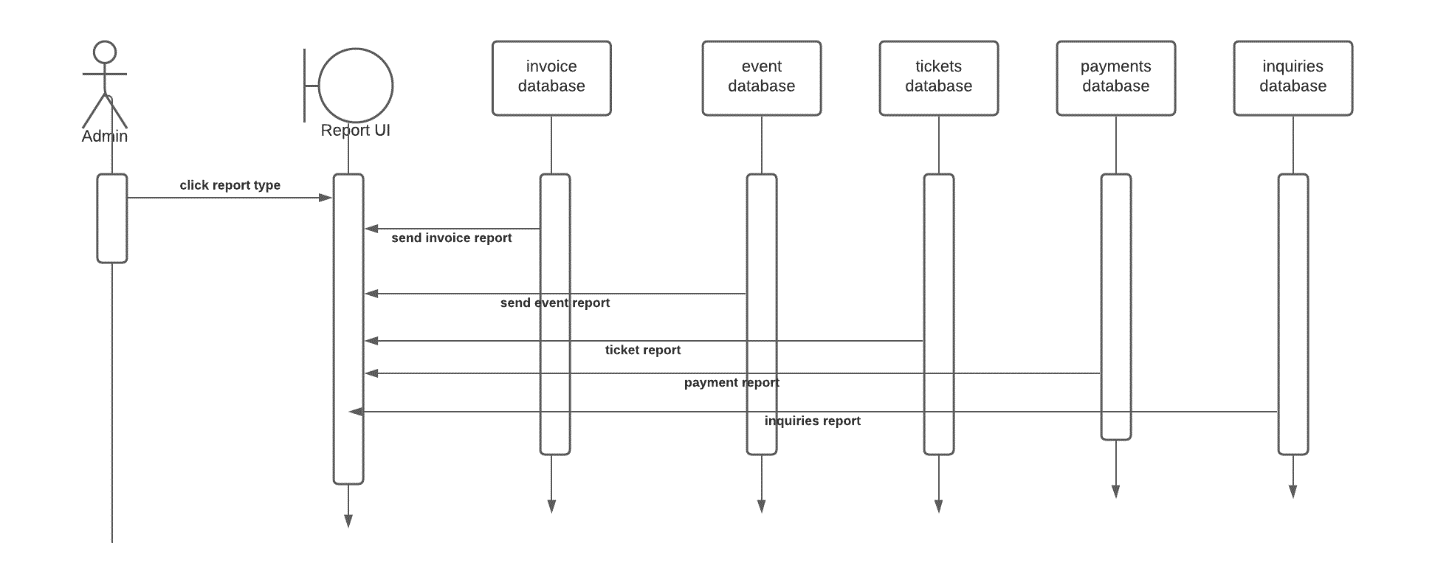 Admin
Report UI
invoice
database
event
database
tickets
database
payments
database
inquiries
database
click report type
send invoice report
send event report
ticket report
payment report
inquiries report